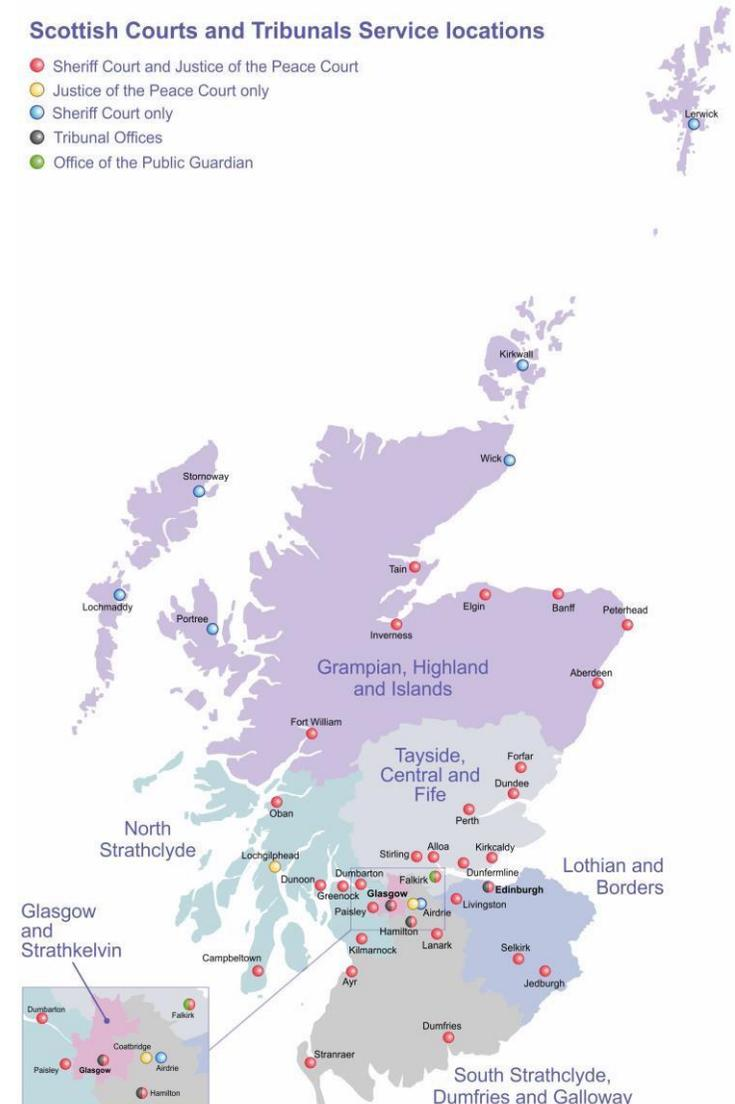 Scottish Courts and Tribunals Service locations
Sheriff Court and Justice of the Peace Court
Justice of the Peace Court only
Sheriff Court only
Tribunal Offices
Office of the Public Guardian
Lerwick
Kirkwall
Wick
Stornoway
Tain
Lochmaddy
Elgin
Banff
Peterhead
Portree
Inverness
Grampian, Highland
and Islands
Aberdeen
Fort William
Tayside,
Central and
Fife
Forfar
Dundee
Oban
Perth
North
Strathclyde
Stirling
Alloa
Kirkcaldy
Lochgilphead
Dunfermline
Lothian and
Borders
Dunoon
Dumbarton
Falkirk
Edinburgh
Greenock
Glasgow
Livingston
Paisley
Airdrie
Glasgow
and
Strathkelvin
Hamilton
Lanark
Kilmarnock
Selkirk
Campbeltown
Jedburgh
Ayr
Dumbarton
Falkirk
Dumfries
Coatbridge
Stranraer
Paisley
Glasgow
Airdrie
South Strathclyde,
Dumfries and Galloway
Hamilton